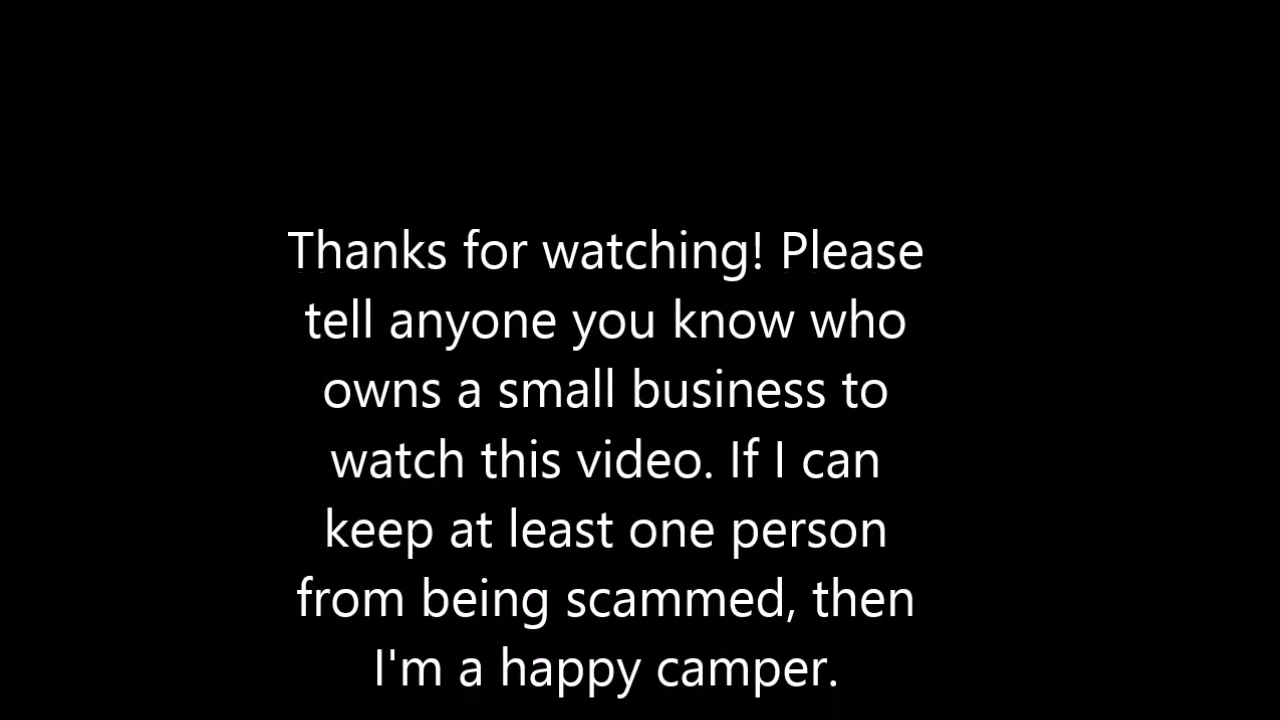 Thanks for watching! Please
tell anyone you know who
owns a small business to
watch this video. If I can
keep at least one person
from being scammed, then
I'm a happy camper.